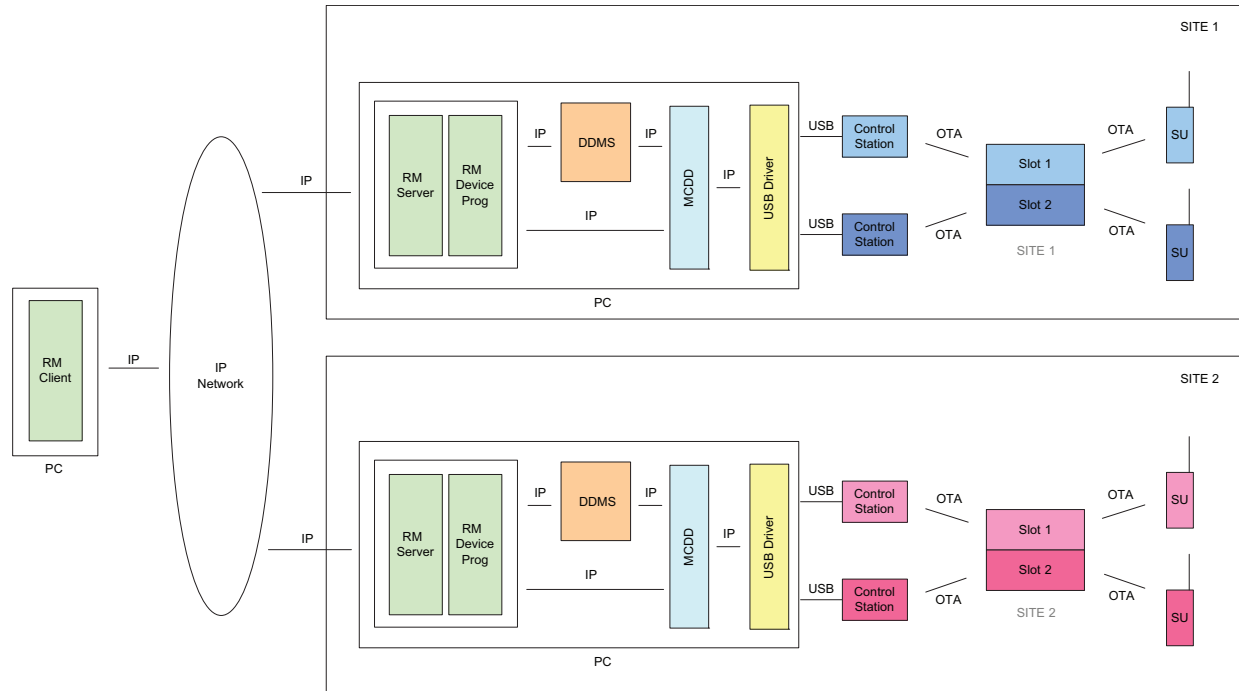 SITE 1
IP
RM
Server
RM
Device
Prog
IP
DDMS
IP
IP
MCDD
IP
USB Driver
USB
Control
Station
OTA
Slot 1
Slot 2
SITE 1
OTA
SU
USB
Control
Station
OTA
OTA
SU
PC
RM
Client
PC
IP
IP
Network
SITE 2
IP
RM
Server
RM
Device
Prog
IP
DDMS
IP
IP
MCDD
IP
USB Driver
USB
Control
Station
OTA
Slot 1
Slot 2
SITE 2
OTA
SU
USB
Control
Station
OTA
OTA
SU
PC